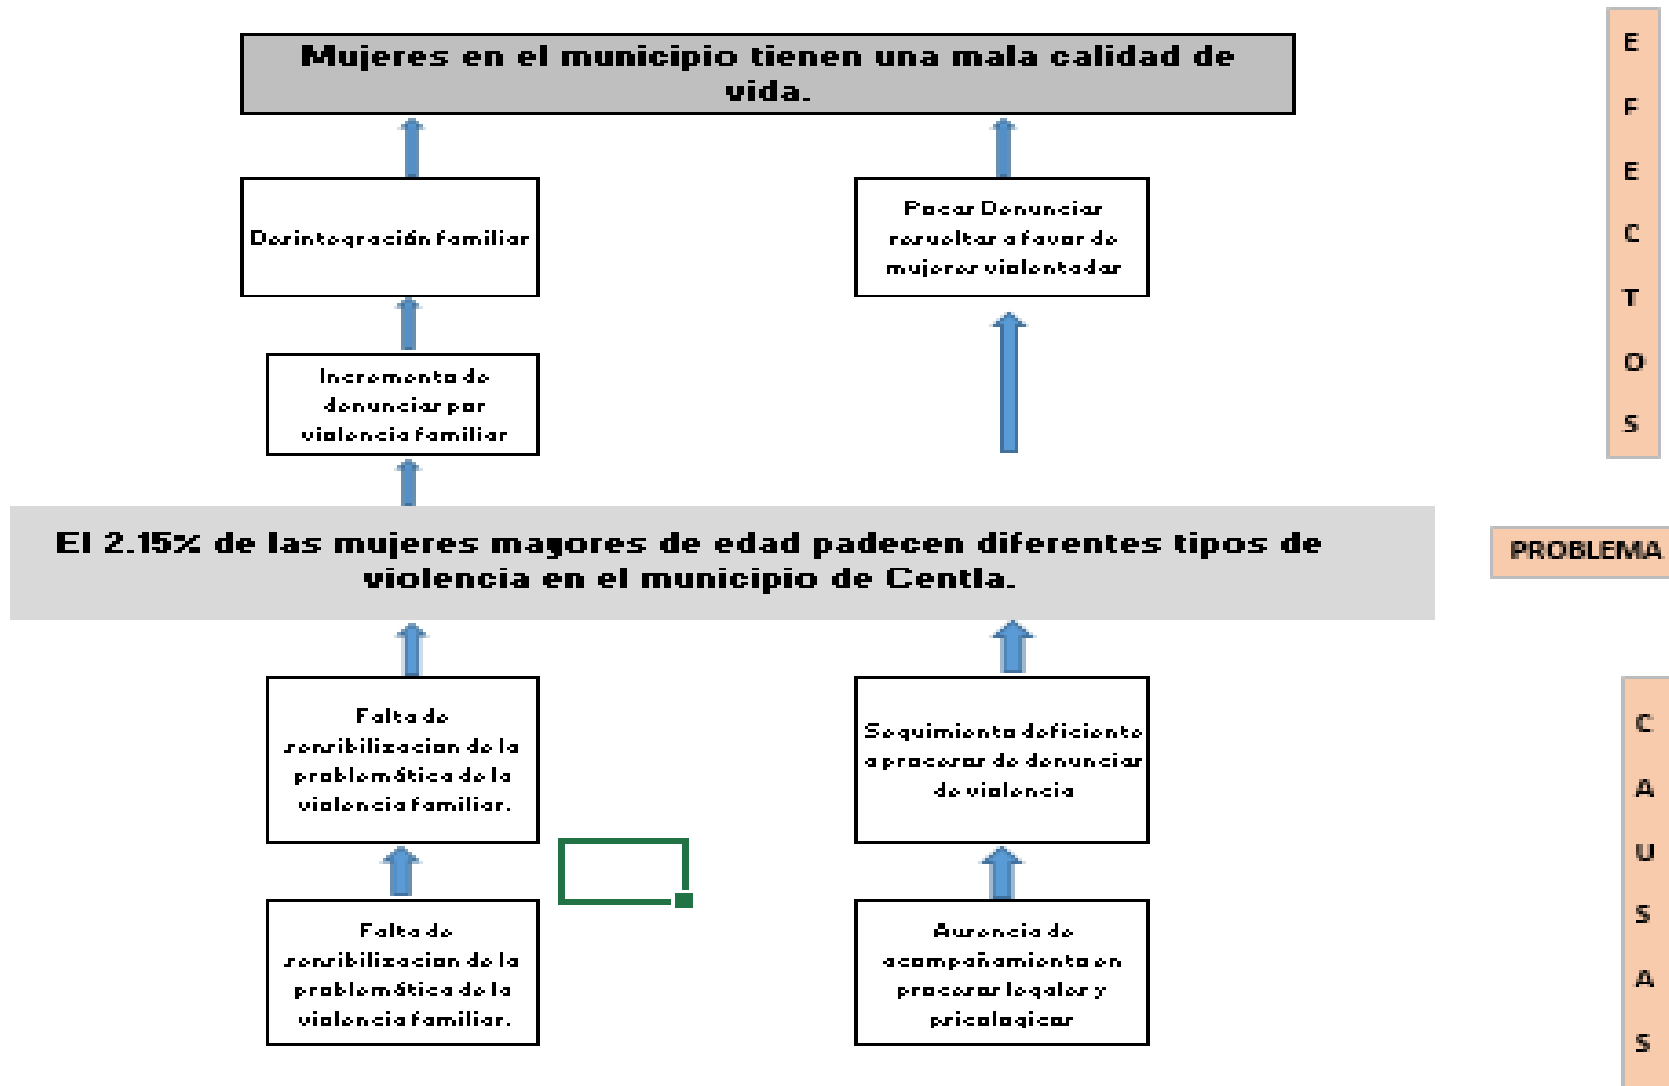 Mujeres en el municipio tienen una mala calidad de
vida.
Desintegración familiar
Pocas Denuncias
resueltas a favor de
mujeres violentadas
Incremento de
denuncias por
violencia familiar
EFECTOS
El 2.15% de las mujeres mayores de edad padecen diferentes tipos de
violencia en el municipio de Centla.
PROBLEMA
Falta de
sensibilizacion de la
problemática de la
violencia familiar.
Seguimiento deficiente
a procesos de denuncias
de violencia
Falta de
sensibilizacion de la
problemática de la
violencia familiar.
Ausencia de
acompañamiento en
procesos legales y
psicologicos
CAUSAS